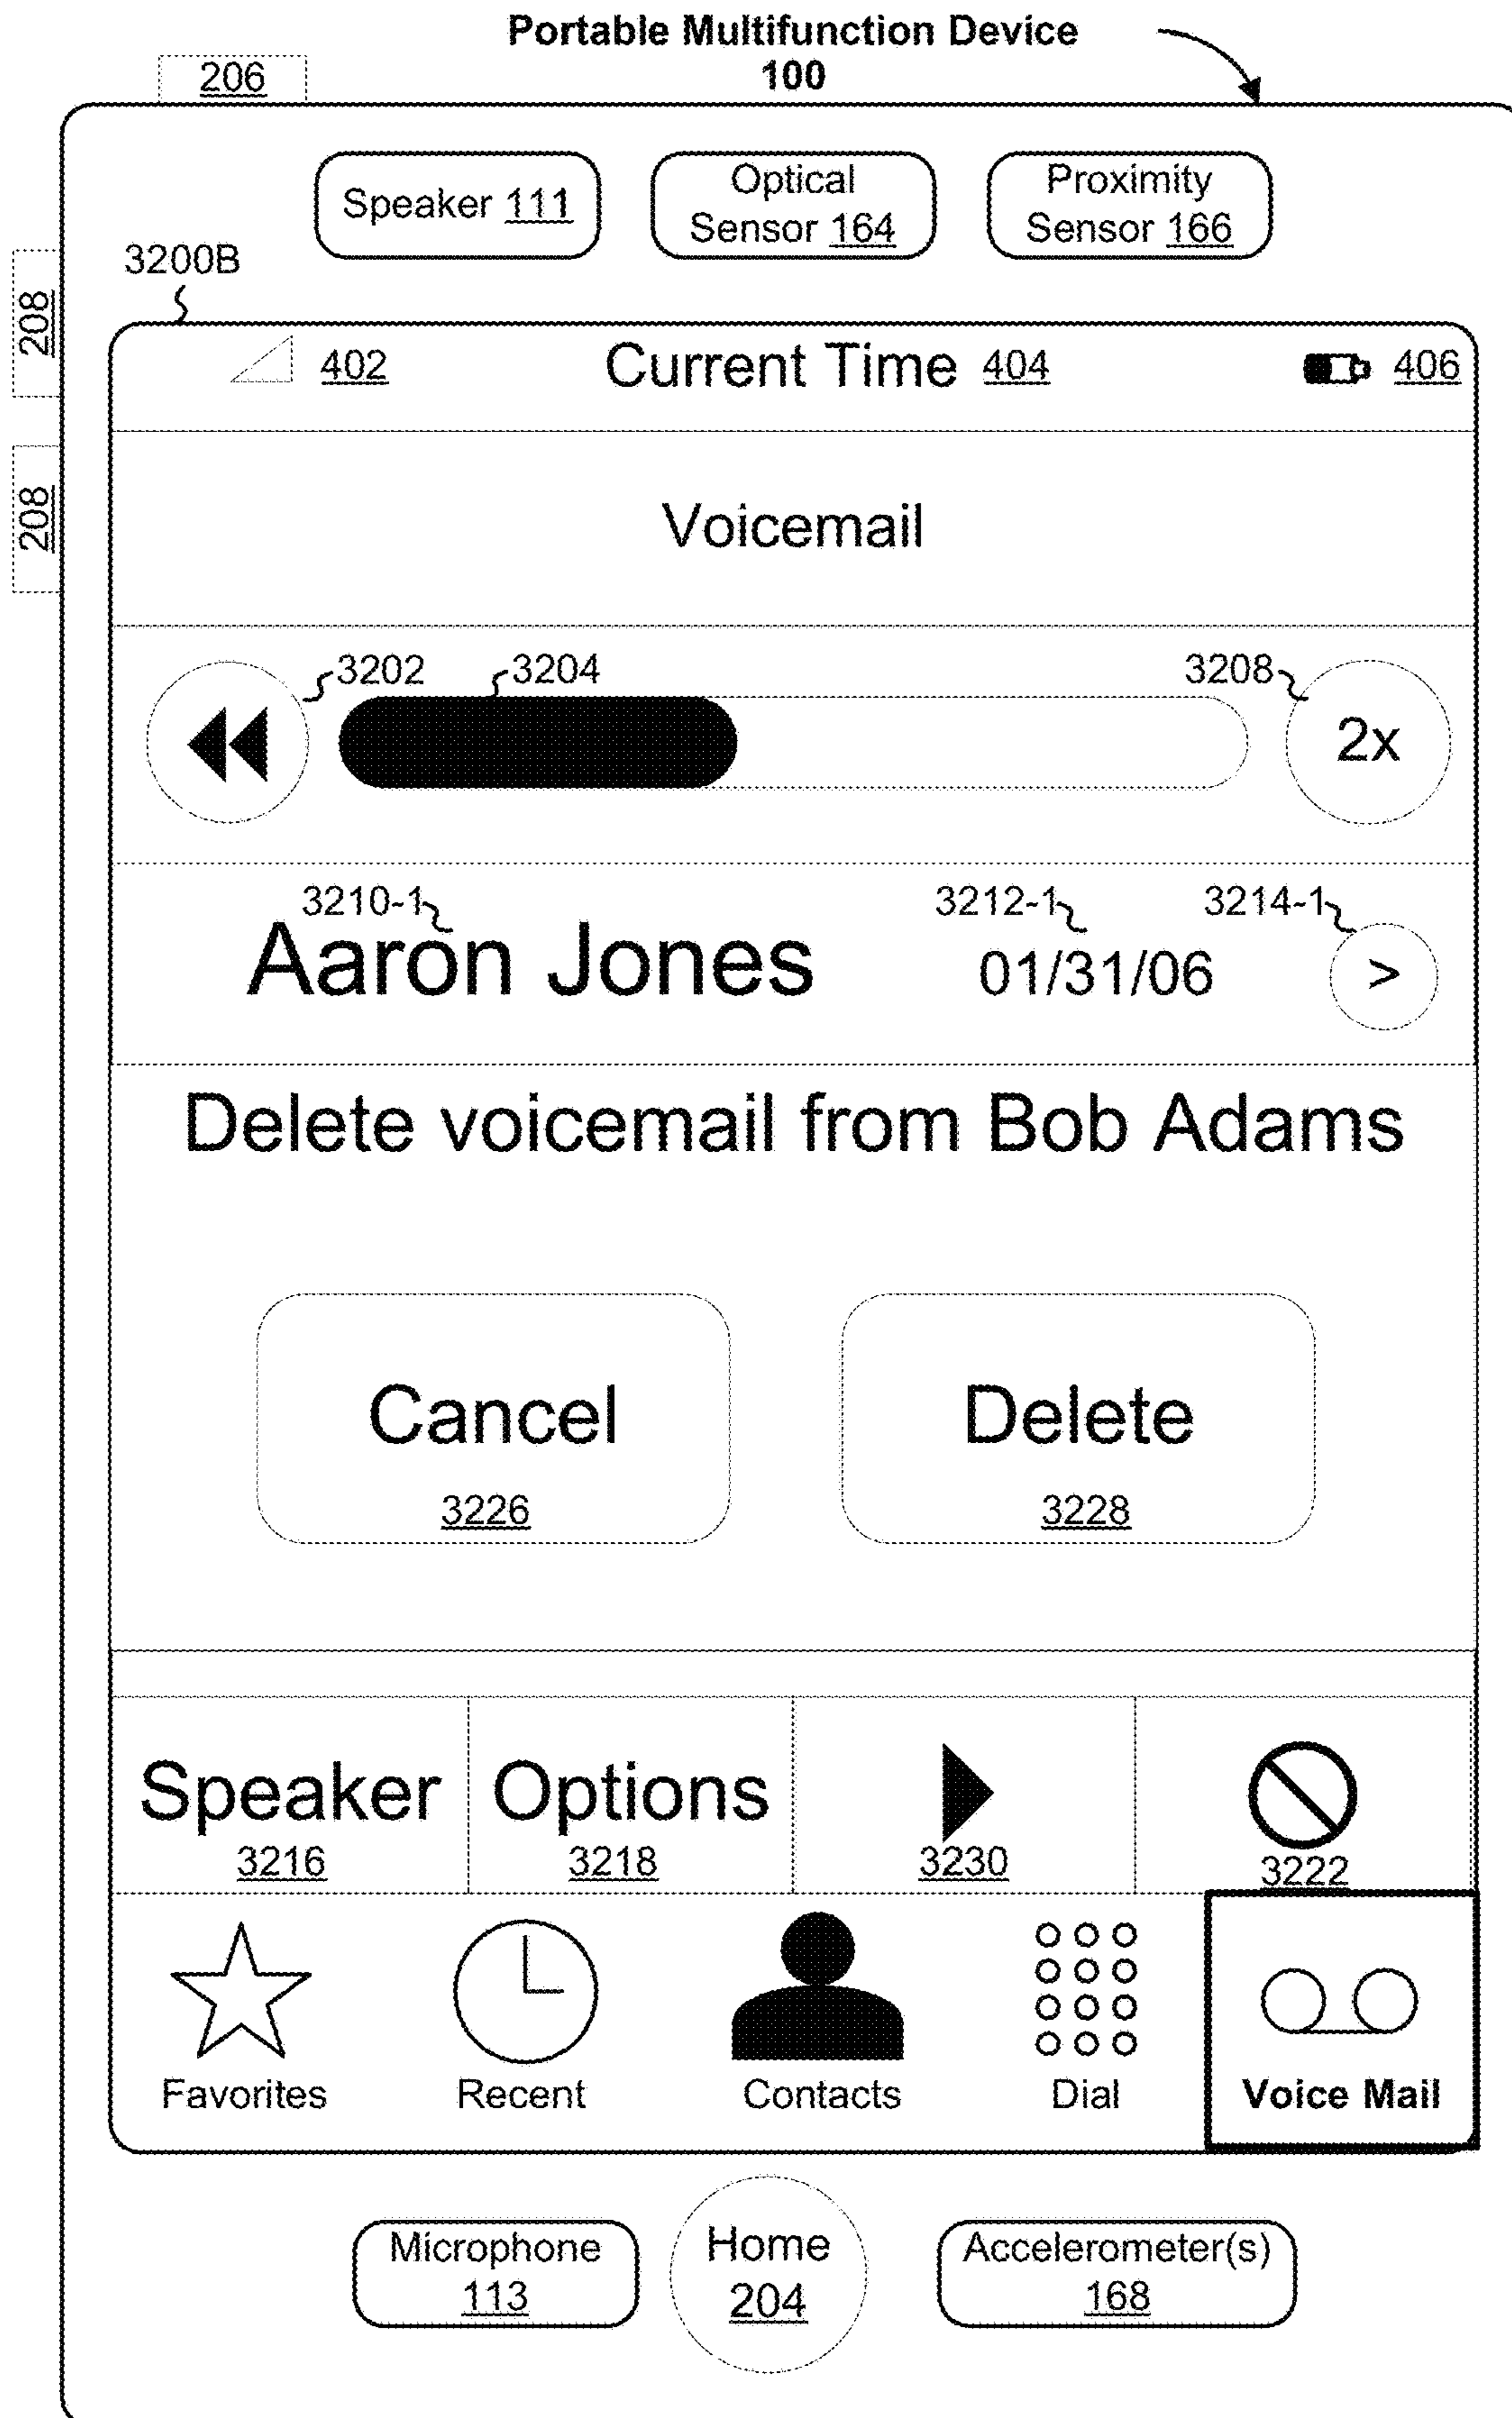 Portable Multifunction Device
100
206
Speaker 111
Optical
Sensor 164
Proximity
Sensor 166
3200B
208
208
402
Current Time 404
406
Voicemail
3202
3204
3208
2x
3210-1
3212-1
3214-1
Aaron Jones
01/31/06
>
Delete voicemail from Bob Adams
Cancel
3226
Delete
3228
Speaker
3216
Options
3218
3230
3222
Favorites
Recent
Contacts
Dial
Voice Mail
Microphone
113
Home
204
Accelerometer(s)
168